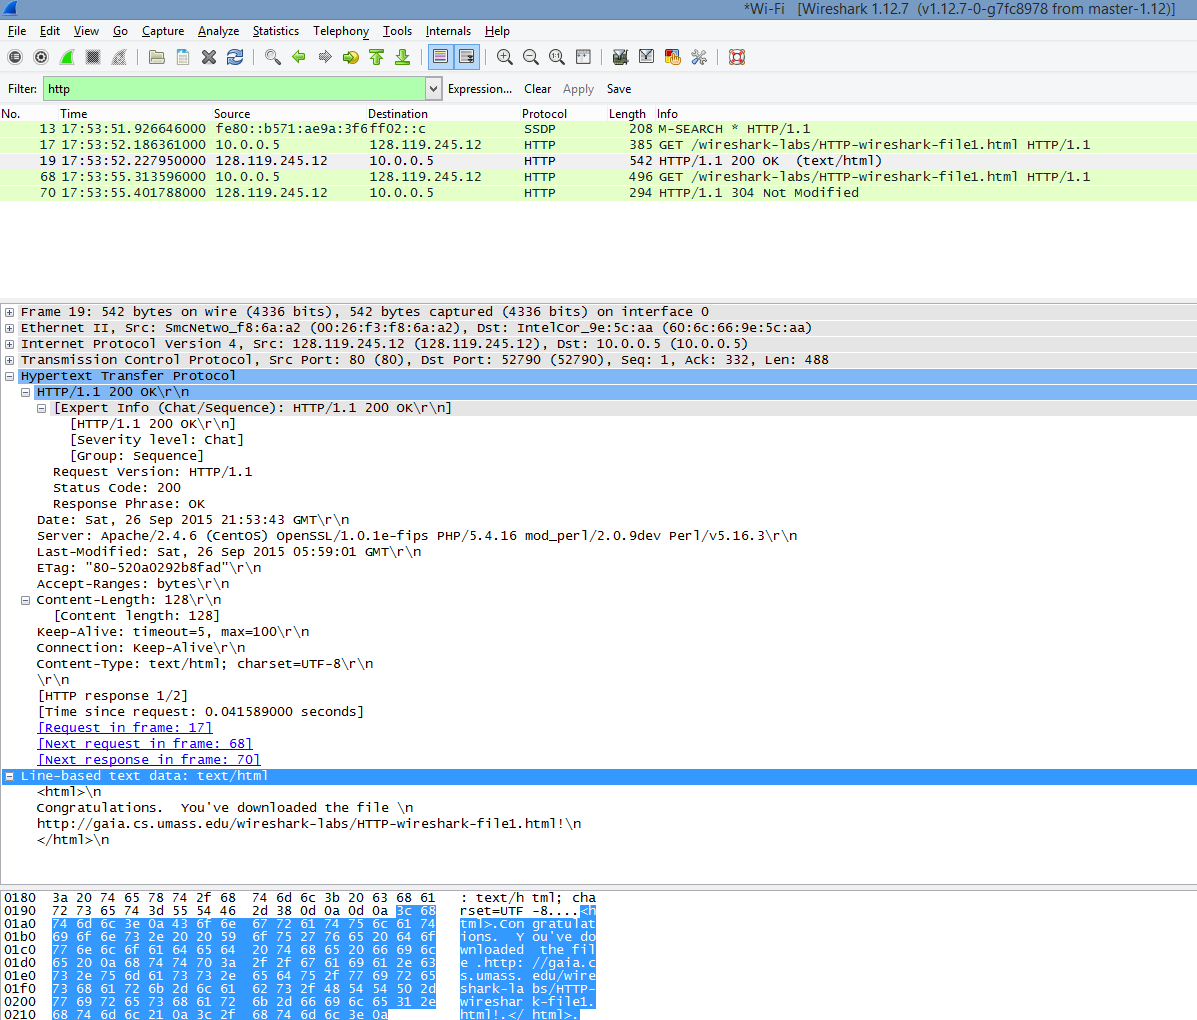 *Wi-Fi [Wireshark 1.12.7 (v1.12.7-0-g7fc8978 from master-1.12)]
File Edit View Go Capture Analyze Statistics Telephony Tools Internals Help
Filter: http Expression... Clear Apply Save
No. Time Source Destination Protocol Length Info
13 17:53:51.926646000 fe80::b571:ae9a:3f6 ff02::c SSDP 208 M-SEARCH * HTTP/1.1
17 17:53:52.186361000 10.0.0.5 128.119.245.12 HTTP 385 GET /wireshark-labs/HTTP-wireshark-file1.html HTTP/1.1
19 17:53:52.227950000 128.119.245.12 10.0.0.5 HTTP 542 HTTP/1.1 200 OK (text/html)
68 17:53:55.313596000 10.0.0.5 128.119.245.12 HTTP 496 GET /wireshark-labs/HTTP-wireshark-file1.html HTTP/1.1
70 17:53:55.401788000 128.119.245.12 10.0.0.5 HTTP 294 HTTP/1.1 304 Not Modified
Frame 19: 542 bytes on wire (4336 bits), 542 bytes captured (4336 bits) on interface 0
Ethernet II, Src: SmcNetwo_f8:6a:a2 (00:26:f3:f8:6a:a2), Dst: IntelCor_9e:5c:aa (60:6c:66:9e:5c:aa)
Internet Protocol Version 4, Src: 128.119.245.12 (128.119.245.12), Dst: 10.0.0.5 (10.0.0.5)
Transmission Control Protocol, Src Port: 80 (80), Dst Port: 52790 (52790), Seq: 1, Ack: 332, Len: 488
Hypertext Transfer Protocol
HTTP/1.1 200 OK\r\n
[Expert Info (Chat/Sequence): HTTP/1.1 200 OK\r\n]
[HTTP/1.1 200 OK\r\n]
[Severity level: Chat]
[Group: Sequence]
Request Version: HTTP/1.1
Status Code: 200
Response Phrase: OK
Date: Sat, 26 Sep 2015 21:53:43 GMT\r\n
Server: Apache/2.4.6 (CentOS) OpenSSL/1.0.1e-fips PHP/5.4.16 mod_perl/2.0.9dev Perl/v5.16.3\r\n
Last-Modified: Sat, 26 Sep 2015 05:59:01 GMT\r\n
ETag: "80-520a0292b8fad"\r\n
Accept-Ranges: bytes\r\n
Content-Length: 128\r\n
[Content length: 128]
Keep-Alive: timeout=5, max=100\r\n
Connection: Keep-Alive\r\n
Content-Type: text/html; charset=UTF-8\r\n
\r\n
[HTTP response 1/2]
[Time since request: 0.041589000 seconds]
[Request in frame: 17]
[Next request in frame: 68]
[Next response in frame: 70]
Line-based text data: text/html
<html>\n
Congratulations.  You've downloaded the file \n
http://gaia.cs.umass.edu/wireshark-labs/HTTP-wireshark-file1.html!\n
</html>\n
0180 3a 20 74 65 78 74 2f 68 74 6d 6c 3b 20 63 68 61 : text/h tml; cha
0190 72 73 65 74 3d 55 54 46 2d 38 0d 0a 0d 0a 3c 68 rset=UTF -8....<h
01a0 74 6d 6c 3e 0a 43 6f 6e 67 72 61 74 75 6c 61 74 tml>.Con gratulat
01b0 69 6f 6e 73 2e 20 20 59 6f 75 27 76 65 20 64 6f ions.  Y ou've do
01c0 77 6e 6c 6f 61 64 65 64 20 74 68 65 20 66 69 6c wnloaded  the fil
01d0 65 20 0a 68 74 74 70 3a 2f 2f 67 61 69 61 2e 63 e .http: //gaia.c
01e0 73 2e 75 6d 61 73 73 2e 65 64 75 2f 77 69 72 65 s.umass. edu/wire
01f0 73 68 61 72 6b 2d 6c 61 62 73 2f 48 54 54 50 2d shark-la bs/HTTP-
0200 77 69 72 65 73 68 61 72 6b 2d 66 69 6c 65 31 2e wireshar k-file1.
0210 68 74 6d 6c 21 0a 3c 2f 68 74 6d 6c 3e 0a html!.</ html>.